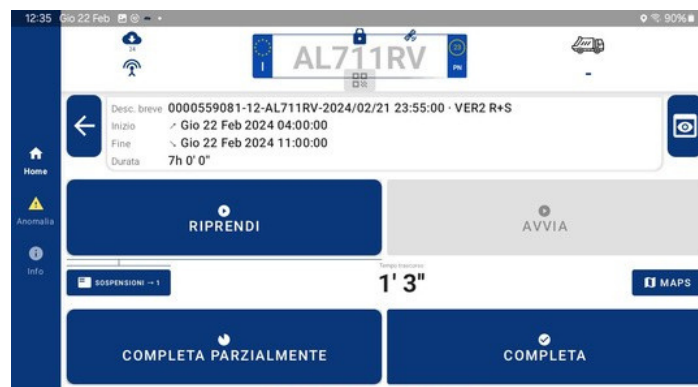 12:35 Gio 22 Feb 90%
I AL711RV 23 PN
-
Desc. breve 0000559081-12-AL711RV-2024/02/21 23:55:00 · VER2 R+S
Inizio Gio 22 Feb 2024 04:00:00
Fine Gio 22 Feb 2024 11:00:00
Durata 7h 0' 0"
Home
Anomalia
Info
RIPRENDI
AVVIA
SOSPENSIONI → 1
Tempo trascorso
1' 3"
MAPS
COMPLETA PARZIALMENTE
COMPLETA